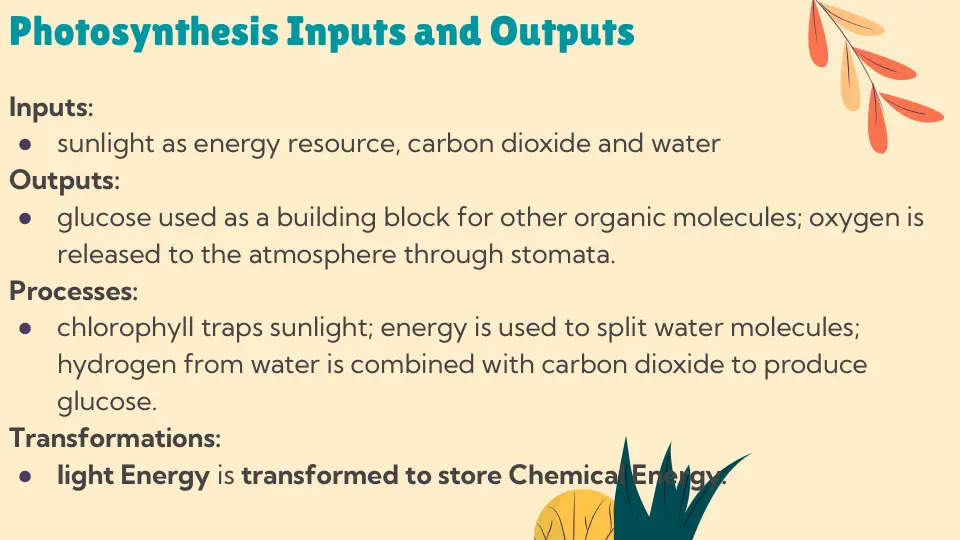 Photosynthesis Inputs and Outputs
Inputs:
● sunlight as energy resource, carbon dioxide and water
Outputs:
● glucose used as a building block for other organic molecules; oxygen is
released to the atmosphere through stomata.
Processes:
● chlorophyll traps sunlight; energy is used to split water molecules;
hydrogen from water is combined with carbon dioxide to produce
glucose.
Transformations:
● light Energy is transformed to store Chemical Energy.